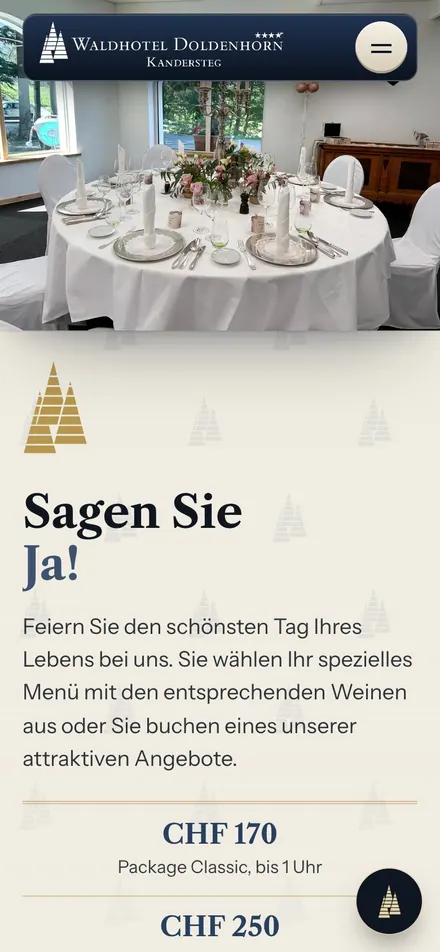 WALDHOTEL DOLDENHORN
KANDERSTEG
Sagen Sie
Ja!
Feiern Sie den schönsten Tag Ihres
Lebens bei uns. Sie wählen Ihr spezielles
Menü mit den entsprechenden Weinen
aus oder Sie buchen eines unserer
attraktiven Angebote.
CHF 170
Package Classic, bis 1 Uhr
CHF 250